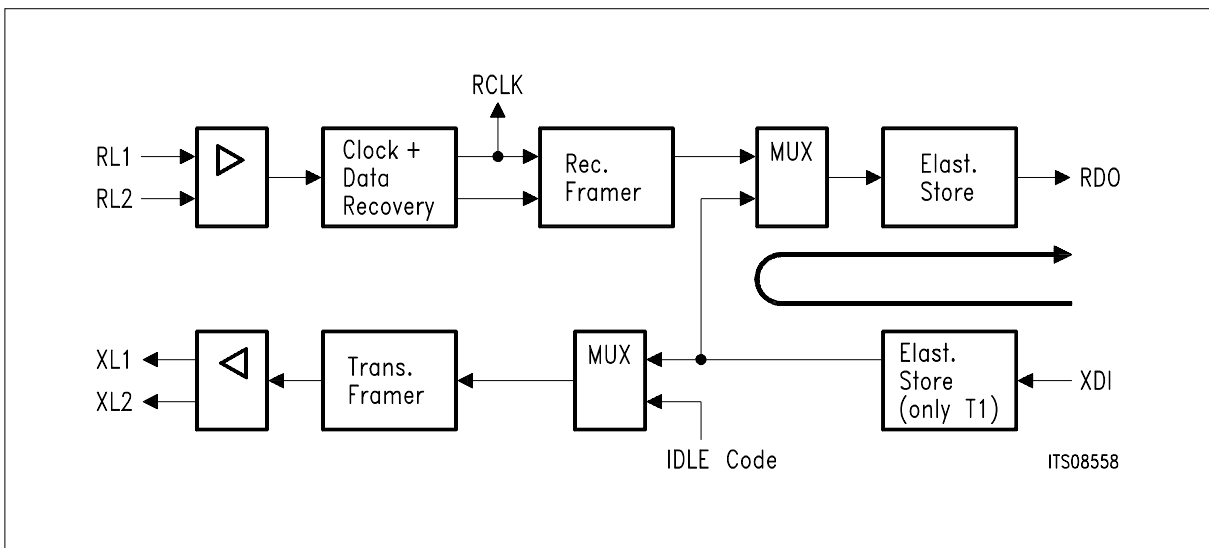 RCLK
RL1
RL2
Clock +
Data
Recovery
Rec.
Framer
MUX
Elast.
Store
RDO
XL1
XL2
Trans.
Framer
MUX
Elast.
Store
(only T1)
XDI
IDLE Code
ITS08558